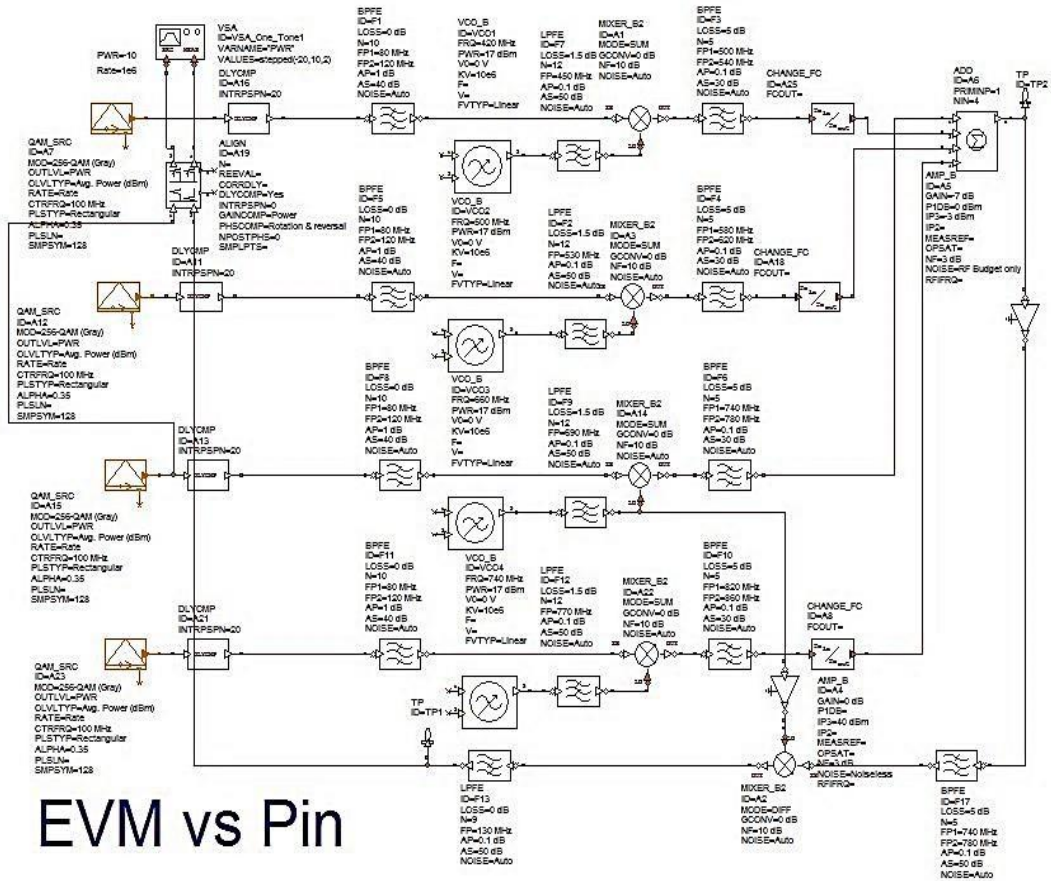 PWR=-10
Rate=1e6
VSA
ID=VSA_One_Tone1
VARNAME="PWR"
VALUES=stepped(-20,10,2)
DLYCMP
ID=A16
INTRPSPN=20
BPFE
ID=F1
LOSS=0 dB
N=10
FP1=80 MHz
FP2=120 MHz
AP=1 dB
AS=40 dB
NOISE=Auto
VCO_B
ID=VCO1
FRQ=420 MHz
PWR=17 dBm
V0=0 V
KV=10e6
F=
V=
FVTYP=Linear
LPFE
ID=F7
LOSS=1.5 dB
N=12
FP=450 MHz
AP=0.1 dB
AS=50 dB
NOISE=Auto
MIXER_B2
ID=A1
MODE=SUM
GCONV=0 dB
NF=10 dB
NOISE=Auto
BPFE
ID=F3
LOSS=5 dB
N=5
FP1=500 MHz
FP2=540 MHz
AP=0.1 dB
AS=30 dB
NOISE=Auto
CHANGE_FC
ID=A25
FCOUT=
ADD
ID=A6
PRIMINP=1
NIN=4
TP
ID=TP2
QAM_SRC
ID=A7
MOD=256-QAM (Gray)
OUTLVL=PWR
OLVLTYP=Avg. Power (dBm)
RATE=Rate
CTRFRQ=100 MHz
PLSTYP=Rectangular
ALPHA=0.35
PLSLN=
SMPSYM=128
ALIGN
ID=A19
N=
REEVAL=
CORRDLY=
DLYCOMP=Yes
INTRPSPN=0
GAINCOMP=Power
PHSCOMP=Rotation & reversal
NPOSTPHS=0
SMPLPTS=
DLYCMP
ID=A11
INTRPSPN=20
BPFE
ID=F5
LOSS=0 dB
N=10
FP1=80 MHz
FP2=120 MHz
AP=1 dB
AS=40 dB
NOISE=Auto
VCO_B
ID=VCO2
FRQ=500 MHz
PWR=17 dBm
V0=0 V
KV=10e6
F=
V=
FVTYP=Linear
LPFE
ID=F2
LOSS=1.5 dB
N=12
FP=530 MHz
AP=0.1 dB
AS=50 dB
NOISE=Auto
MIXER_B2
ID=A3
MODE=SUM
GCONV=0 dB
NF=10 dB
NOISE=Auto
BPFE
ID=F4
LOSS=5 dB
N=5
FP1=580 MHz
FP2=620 MHz
AP=0.1 dB
AS=30 dB
NOISE=Auto
CHANGE_FC
ID=A18
FCOUT=
AMP_B
ID=A5
GAIN=7 dB
P1DB=0 dBm
IP3=3 dBm
IP2=
MEASREF=
OPSAT=
NF=3 dB
NOISE=RF Budget only
RFIFRQ=
QAM_SRC
ID=A12
MOD=256-QAM (Gray)
OUTLVL=PWR
OLVLTYP=Avg. Power (dBm)
RATE=Rate
CTRFRQ=100 MHz
PLSTYP=Rectangular
ALPHA=0.35
PLSLN=
SMPSYM=128
DLYCMP
ID=A13
INTRPSPN=20
BPFE
ID=F8
LOSS=0 dB
N=10
FP1=80 MHz
FP2=120 MHz
AP=1 dB
AS=40 dB
NOISE=Auto
VCO_B
ID=VCO3
FRQ=660 MHz
PWR=17 dBm
V0=0 V
KV=10e6
F=
V=
FVTYP=Linear
LPFE
ID=F9
LOSS=1.5 dB
N=12
FP=690 MHz
AP=0.1 dB
AS=50 dB
NOISE=Auto
MIXER_B2
ID=A14
MODE=SUM
GCONV=0 dB
NF=10 dB
NOISE=Auto
BPFE
ID=F6
LOSS=5 dB
N=5
FP1=740 MHz
FP2=780 MHz
AP=0.1 dB
AS=30 dB
NOISE=Auto
QAM_SRC
ID=A15
MOD=256-QAM (Gray)
OUTLVL=PWR
OLVLTYP=Avg. Power (dBm)
RATE=Rate
CTRFRQ=100 MHz
PLSTYP=Rectangular
ALPHA=0.35
PLSLN=
SMPSYM=128
DLYCMP
ID=A21
INTRPSPN=20
BPFE
ID=F11
LOSS=0 dB
N=10
FP1=80 MHz
FP2=120 MHz
AP=1 dB
AS=40 dB
NOISE=Auto
VCO_B
ID=VCO4
FRQ=740 MHz
PWR=17 dBm
V0=0 V
KV=10e6
F=
V=
FVTYP=Linear
LPFE
ID=F12
LOSS=1.5 dB
N=12
FP=770 MHz
AP=0.1 dB
AS=50 dB
NOISE=Auto
MIXER_B2
ID=A22
MODE=SUM
GCONV=0 dB
NF=10 dB
NOISE=Auto
BPFE
ID=F10
LOSS=5 dB
N=5
FP1=820 MHz
FP2=860 MHz
AP=0.1 dB
AS=30 dB
NOISE=Auto
CHANGE_FC
ID=A8
FCOUT=
QAM_SRC
ID=A23
MOD=256-QAM (Gray)
OUTLVL=PWR
OLVLTYP=Avg. Power (dBm)
RATE=Rate
CTRFRQ=100 MHz
PLSTYP=Rectangular
ALPHA=0.35
PLSLN=
SMPSYM=128
TP
ID=TP1
AMP_B
ID=A4
GAIN=0 dB
P1DB=
IP3=40 dBm
IP2=
MEASREF=
OPSAT=
NF=3 dB
NOISE=Noiseless
RFIFRQ=
LPFE
ID=F13
LOSS=0 dB
N=9
FP=130 MHz
AP=0.1 dB
AS=50 dB
NOISE=Auto
MIXER_B2
ID=A2
MODE=DIFF
GCONV=0 dB
NF=10 dB
NOISE=Auto
BPFE
ID=F17
LOSS=5 dB
N=5
FP1=740 MHz
FP2=780 MHz
AP=0.1 dB
AS=50 dB
NOISE=Auto
EVM vs Pin